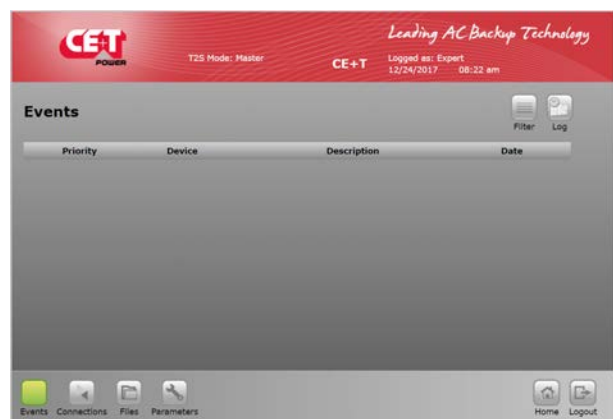 CE+T
POWER
Leading AC Backup Technology
T2S Mode: Master
CE+T
Logged as: Expert
12/24/2017 08:22 am
Events
Filter
Log
Priority Device Description Date
Events Connections Files Parameters
Home Logout